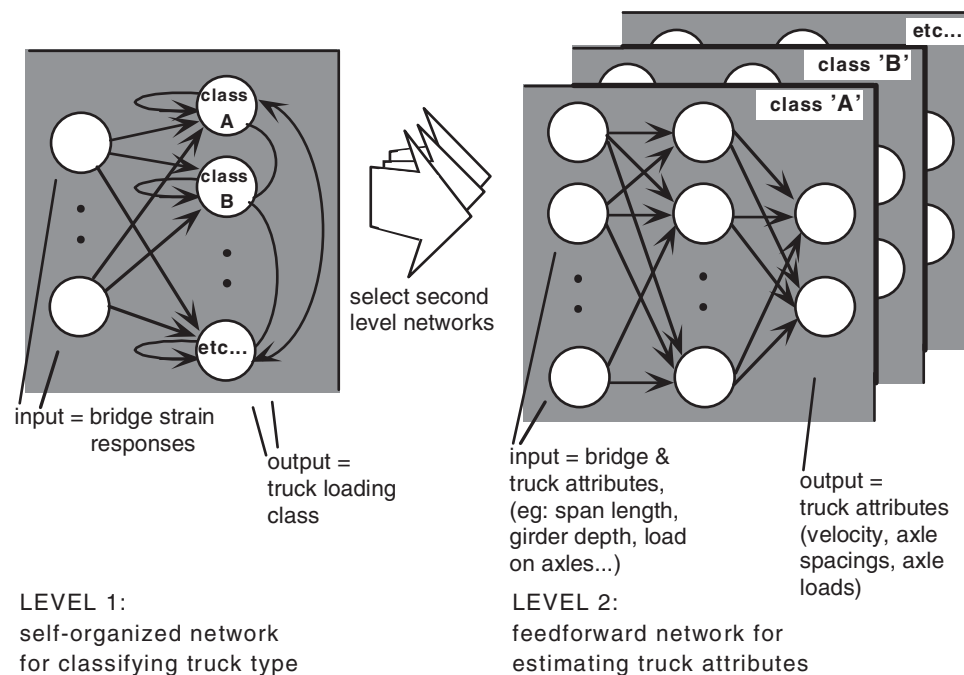 class
A
class
B
etc...
input = bridge strain
responses
output =
truck loading
class
select second
level networks
etc...
class 'B'
class 'A'
input = bridge &
truck attributes,
(eg: span length,
girder depth, load
on axles...)
output =
truck attributes
(velocity, axle
spacings, axle
loads)
LEVEL 1:
self-organized network
for classifying truck type
LEVEL 2:
feedforward network for
estimating truck attributes